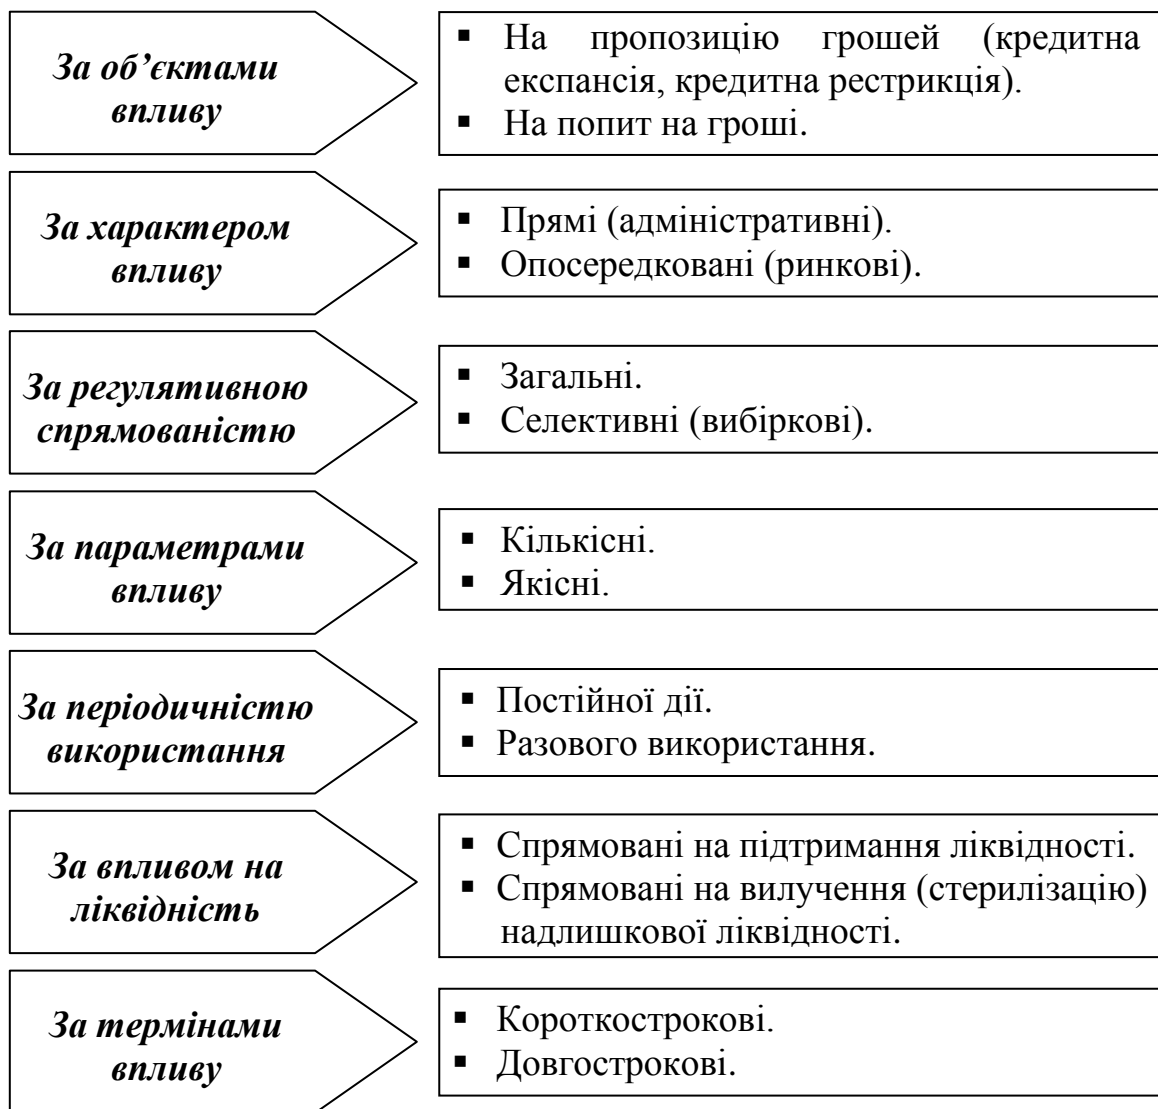 За об’єктами
впливу
▪ На пропозицію грошей (кредитна
експансія, кредитна рестрикція).
▪ На попит на гроші.
За характером
впливу
▪ Прямі (адміністративні).
▪ Опосередковані (ринкові).
За регулятивною
спрямованістю
▪ Загальні.
▪ Селективні (вибіркові).
За параметрами
впливу
▪ Кількісні.
▪ Якісні.
За періодичністю
використання
▪ Постійної дії.
▪ Разового використання.
За впливом на
ліквідність
▪ Спрямовані на підтримання ліквідності.
▪ Спрямовані на вилучення (стерилізацію)
надлишкової ліквідності.
За термінами
впливу
▪ Короткострокові.
▪ Довгострокові.